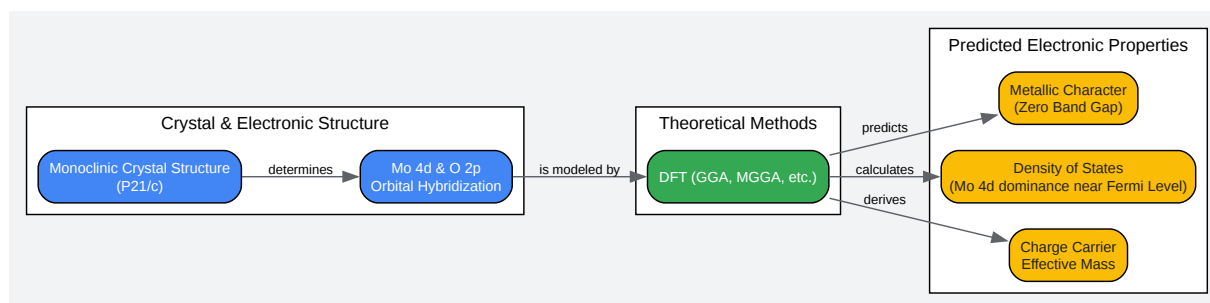 Crystal & Electronic Structure
Monoclinic Crystal Structure
(P21/c)
determines
Mo 4d & O 2p
Orbital Hybridization
is modeled by
Theoretical Methods
DFT (GGA, MGGA, etc.)
predicts
calculates
derives
Predicted Electronic Properties
Metallic Character
(Zero Band Gap)
Density of States
(Mo 4d dominance near Fermi Level)
Charge Carrier
Effective Mass